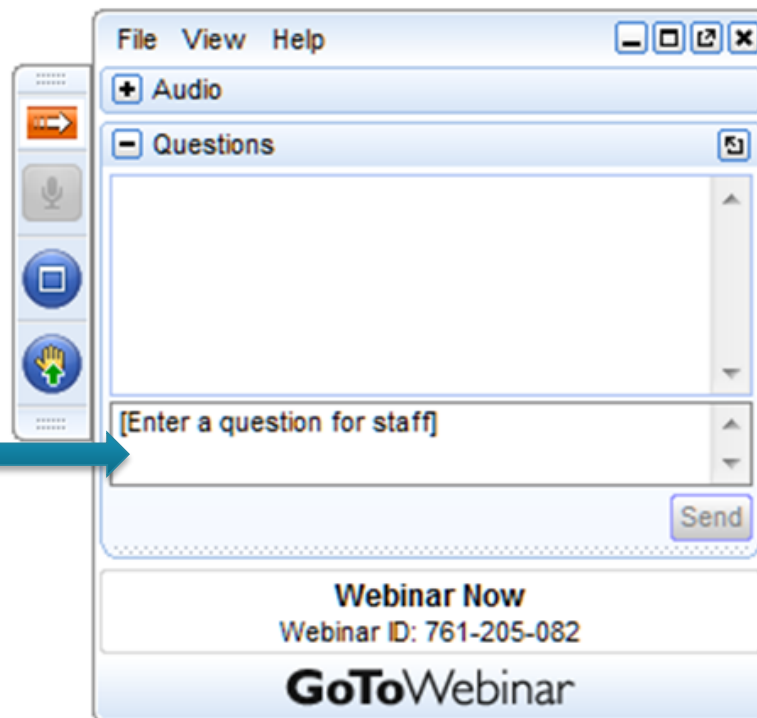 File View Help
Audio
Questions
[Enter a question for staff]
Send
Webinar Now
Webinar ID: 761-205-082
GoToWebinar